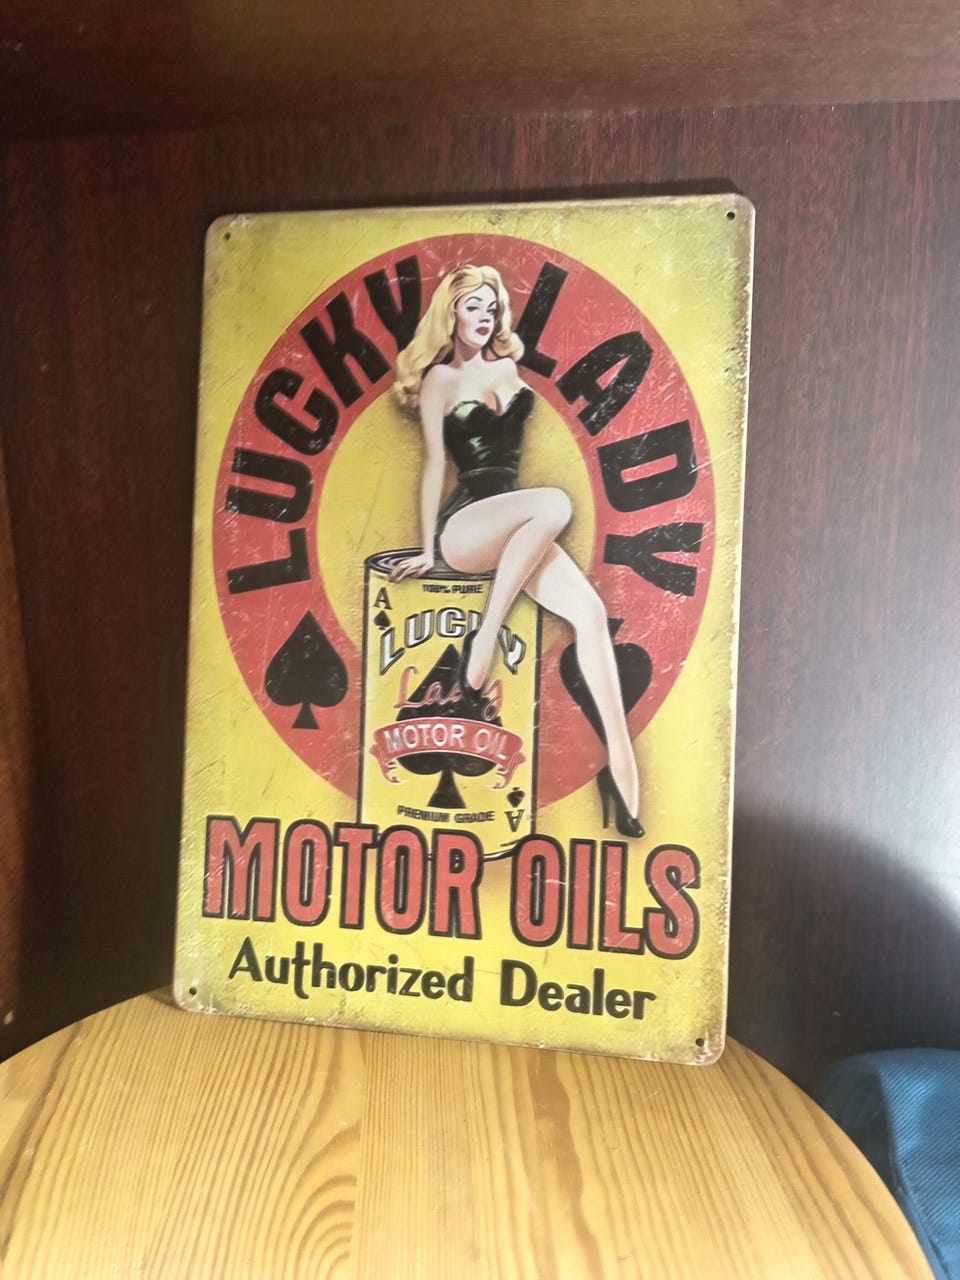 LUCKY LADY
100% PURE
A
LUCKY
Lady
MOTOR OIL
PREMIUM GRADE
A
MOTOR OILS
Authorized Dealer